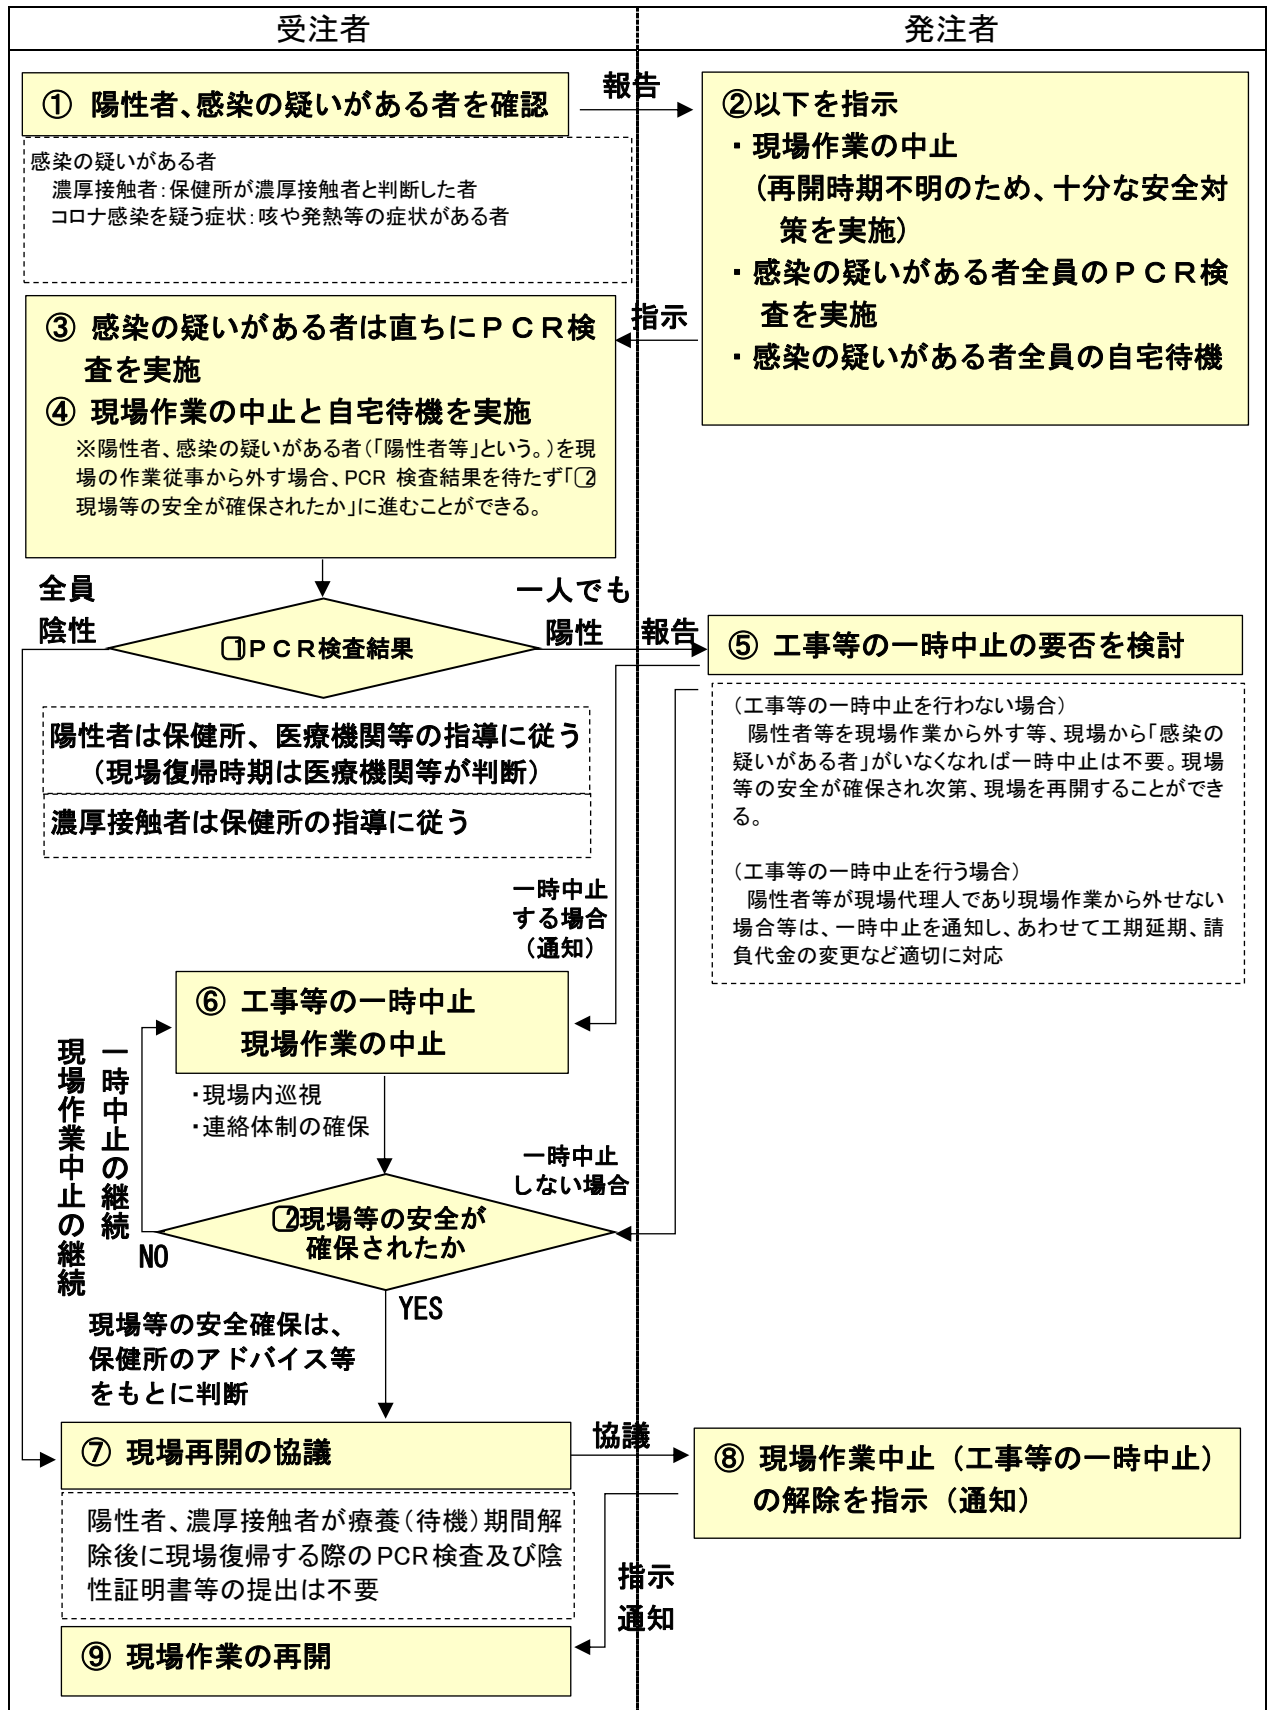 受注者
発注者
① 陽性者、感染の疑いがある者を確認
報告
感染の疑いがある者
濃厚接触者：保健所が濃厚接触者と判断した者
コロナ感染を疑う症状：咳や発熱等の症状がある者
②以下を指示
・現場作業の中止
（再開時期不明のため、十分な安全対
策を実施）
・感染の疑いがある者全員のＰＣＲ検
査を実施
・感染の疑いがある者全員の自宅待機
指示
③ 感染の疑いがある者は直ちにＰＣＲ検
査を実施
④ 現場作業の中止と自宅待機を実施
※陽性者、感染の疑いがある者（「陽性者等」という。）を現
場の作業従事から外す場合、PCR 検査結果を待たず「2
現場等の安全が確保されたか」に進むことができる。
全員
陰性
1ＰＣＲ検査結果
一人でも
陽性
報告
⑤ 工事等の一時中止の要否を検討
（工事等の一時中止を行わない場合）
陽性者等を現場作業から外す等、現場から「感染の
疑いがある者」がいなくなれば一時中止は不要。現場
等の安全が確保され次第、現場を再開することができ
る。
（工事等の一時中止を行う場合）
陽性者等が現場代理人であり現場作業から外せない
場合等は、一時中止を通知し、あわせて工期延期、請
負代金の変更など適切に対応
陽性者は保健所、医療機関等の指導に従う
（現場復帰時期は医療機関等が判断）
濃厚接触者は保健所の指導に従う
一時中止
する場合
（通知）
⑥ 工事等の一時中止
現場作業の中止
・現場内巡視
・連絡体制の確保
一時中止の継続
現場作業中止の継続
一時中止
しない場合
2現場等の安全が
確保されたか
NO
YES
現場等の安全確保は、
保健所のアドバイス等
をもとに判断
⑦ 現場再開の協議
協議
⑧ 現場作業中止（工事等の一時中止）
の解除を指示（通知）
陽性者、濃厚接触者が療養（待機）期間解
除後に現場復帰する際のPCR検査及び陰
性証明書等の提出は不要
指示
通知
⑨ 現場作業の再開